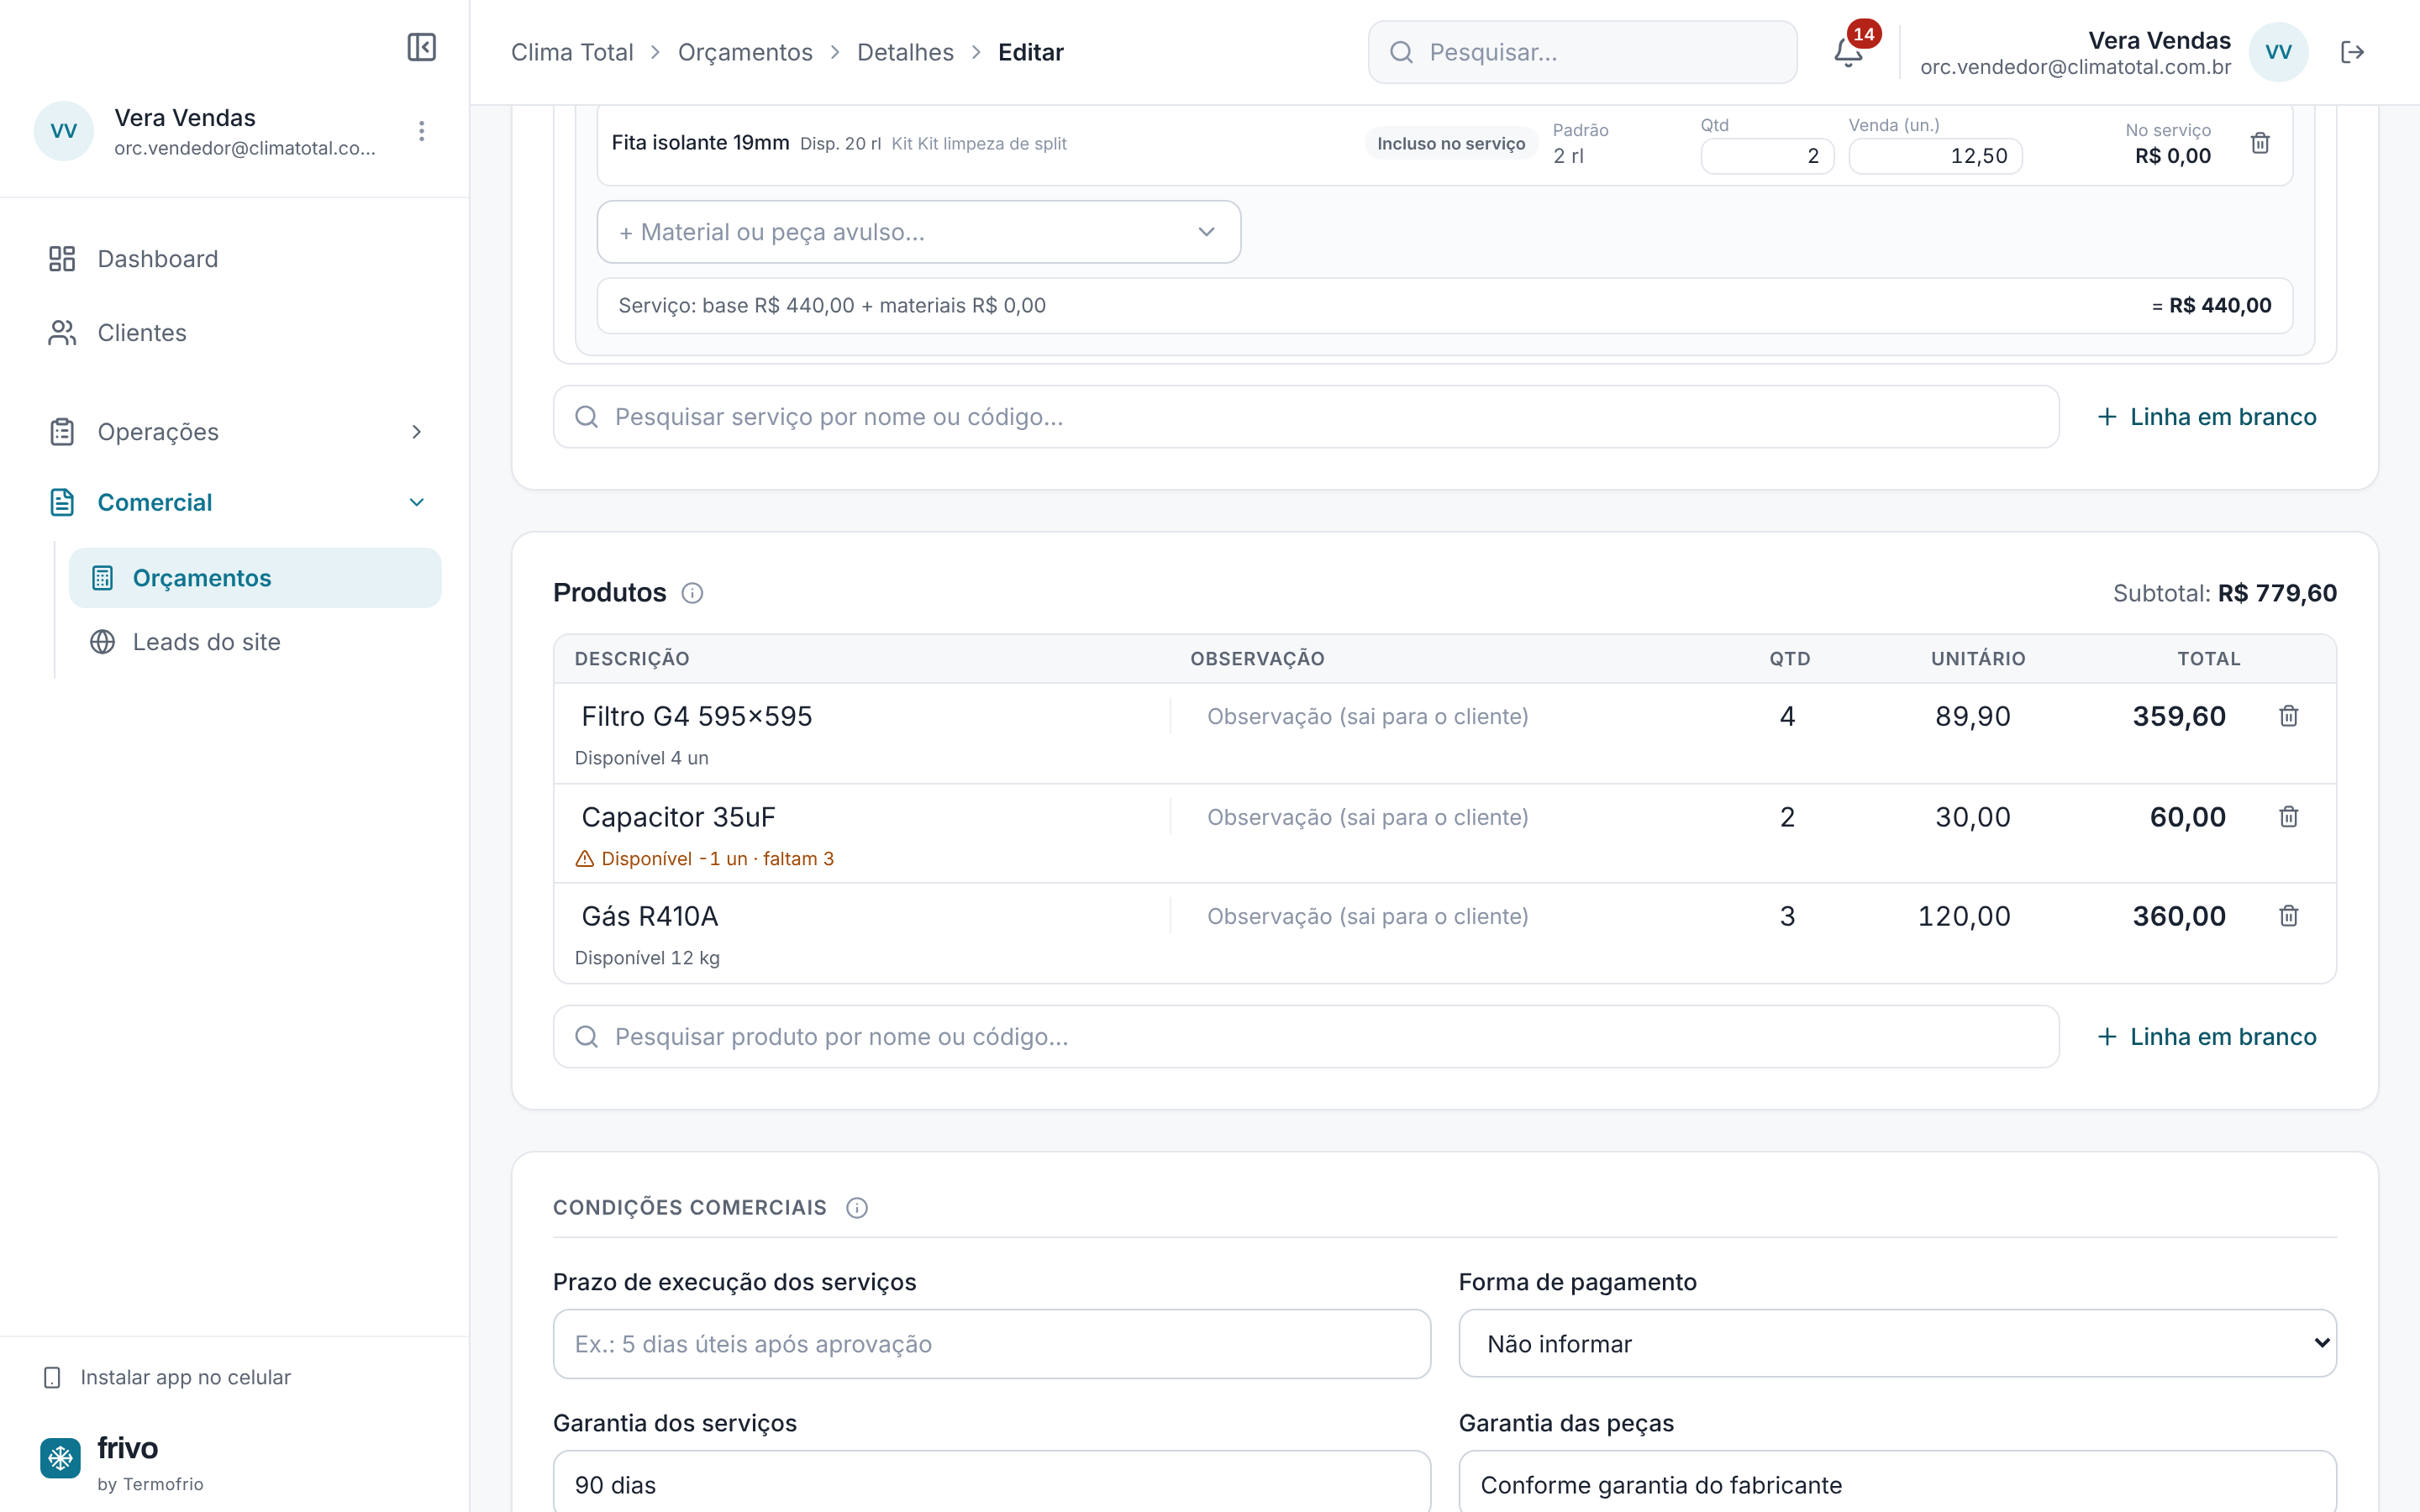 Clima Total > Orçamentos > Detalhes > Editar
Pesquisar...
14
Vera Vendas
orc.vendedor@climatotal.com.br
VV
VV
Vera Vendas
orc.vendedor@climatotal.co...
Dashboard
Clientes
Operações
Comercial
Orçamentos
Leads do site
Instalar app no celular
frivo
by Termofrio
Fita isolante 19mm Disp. 20 rl Kit Kit limpeza de split
Incluso no serviço
Padrão
2 rl
Qtd
2
Venda (un.)
12,50
No serviço
R$ 0,00
+ Material ou peça avulso...
Serviço: base R$ 440,00 + materiais R$ 0,00 = R$ 440,00
Pesquisar serviço por nome ou código...
+ Linha em branco
Produtos
Subtotal: R$ 779,60
DESCRIÇÃO OBSERVAÇÃO QTD UNITÁRIO TOTAL
Filtro G4 595×595 Observação (sai para o cliente) 4 89,90 359,60
Disponível 4 un
Capacitor 35uF Observação (sai para o cliente) 2 30,00 60,00
Disponível -1 un · faltam 3
Gás R410A Observação (sai para o cliente) 3 120,00 360,00
Disponível 12 kg
Pesquisar produto por nome ou código...
+ Linha em branco
CONDIÇÕES COMERCIAIS
Prazo de execução dos serviços
Ex.: 5 dias úteis após aprovação
Forma de pagamento
Não informar
Garantia dos serviços
90 dias
Garantia das peças
Conforme garantia do fabricante